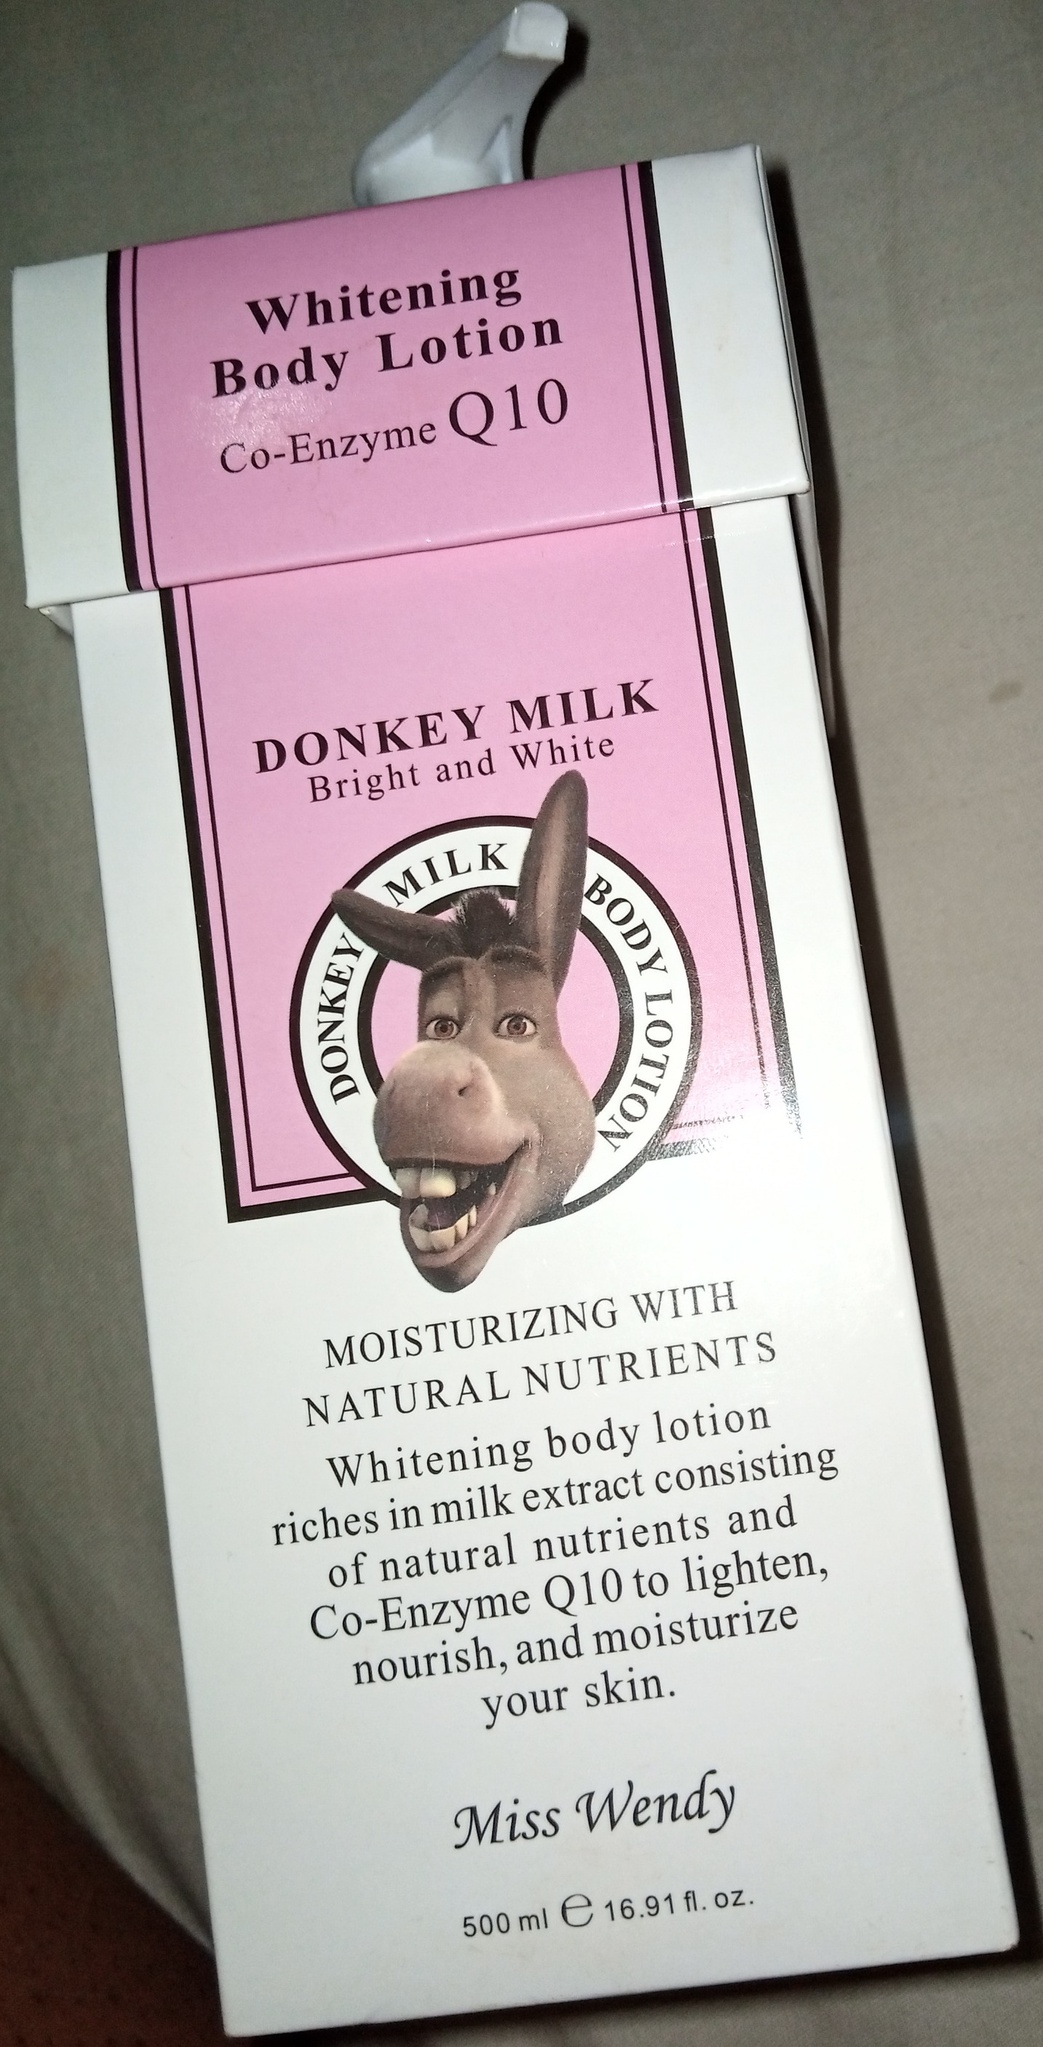 Whitening
Body Lotion
Co-Enzyme Q10
DONKEY MILK
Bright and White
DONKEY MILK BODY LOTION
MOISTURIZING WITH
NATURAL NUTRIENTS
Whitening body lotion
riches in milk extract consisting
of natural nutrients and
Co-Enzyme Q10 to lighten,
nourish, and moisturize
your skin.
Miss Wendy
500 ml ℮ 16.91 fl. oz.